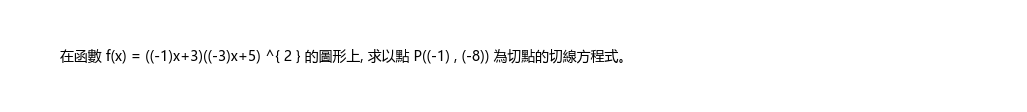 在函數 f(x) = ((-1)x+3)((-3)x+5) ^{ 2 } 的圖形上, 求以點 P((-1) , (-8)) 為切點的切線方程式。